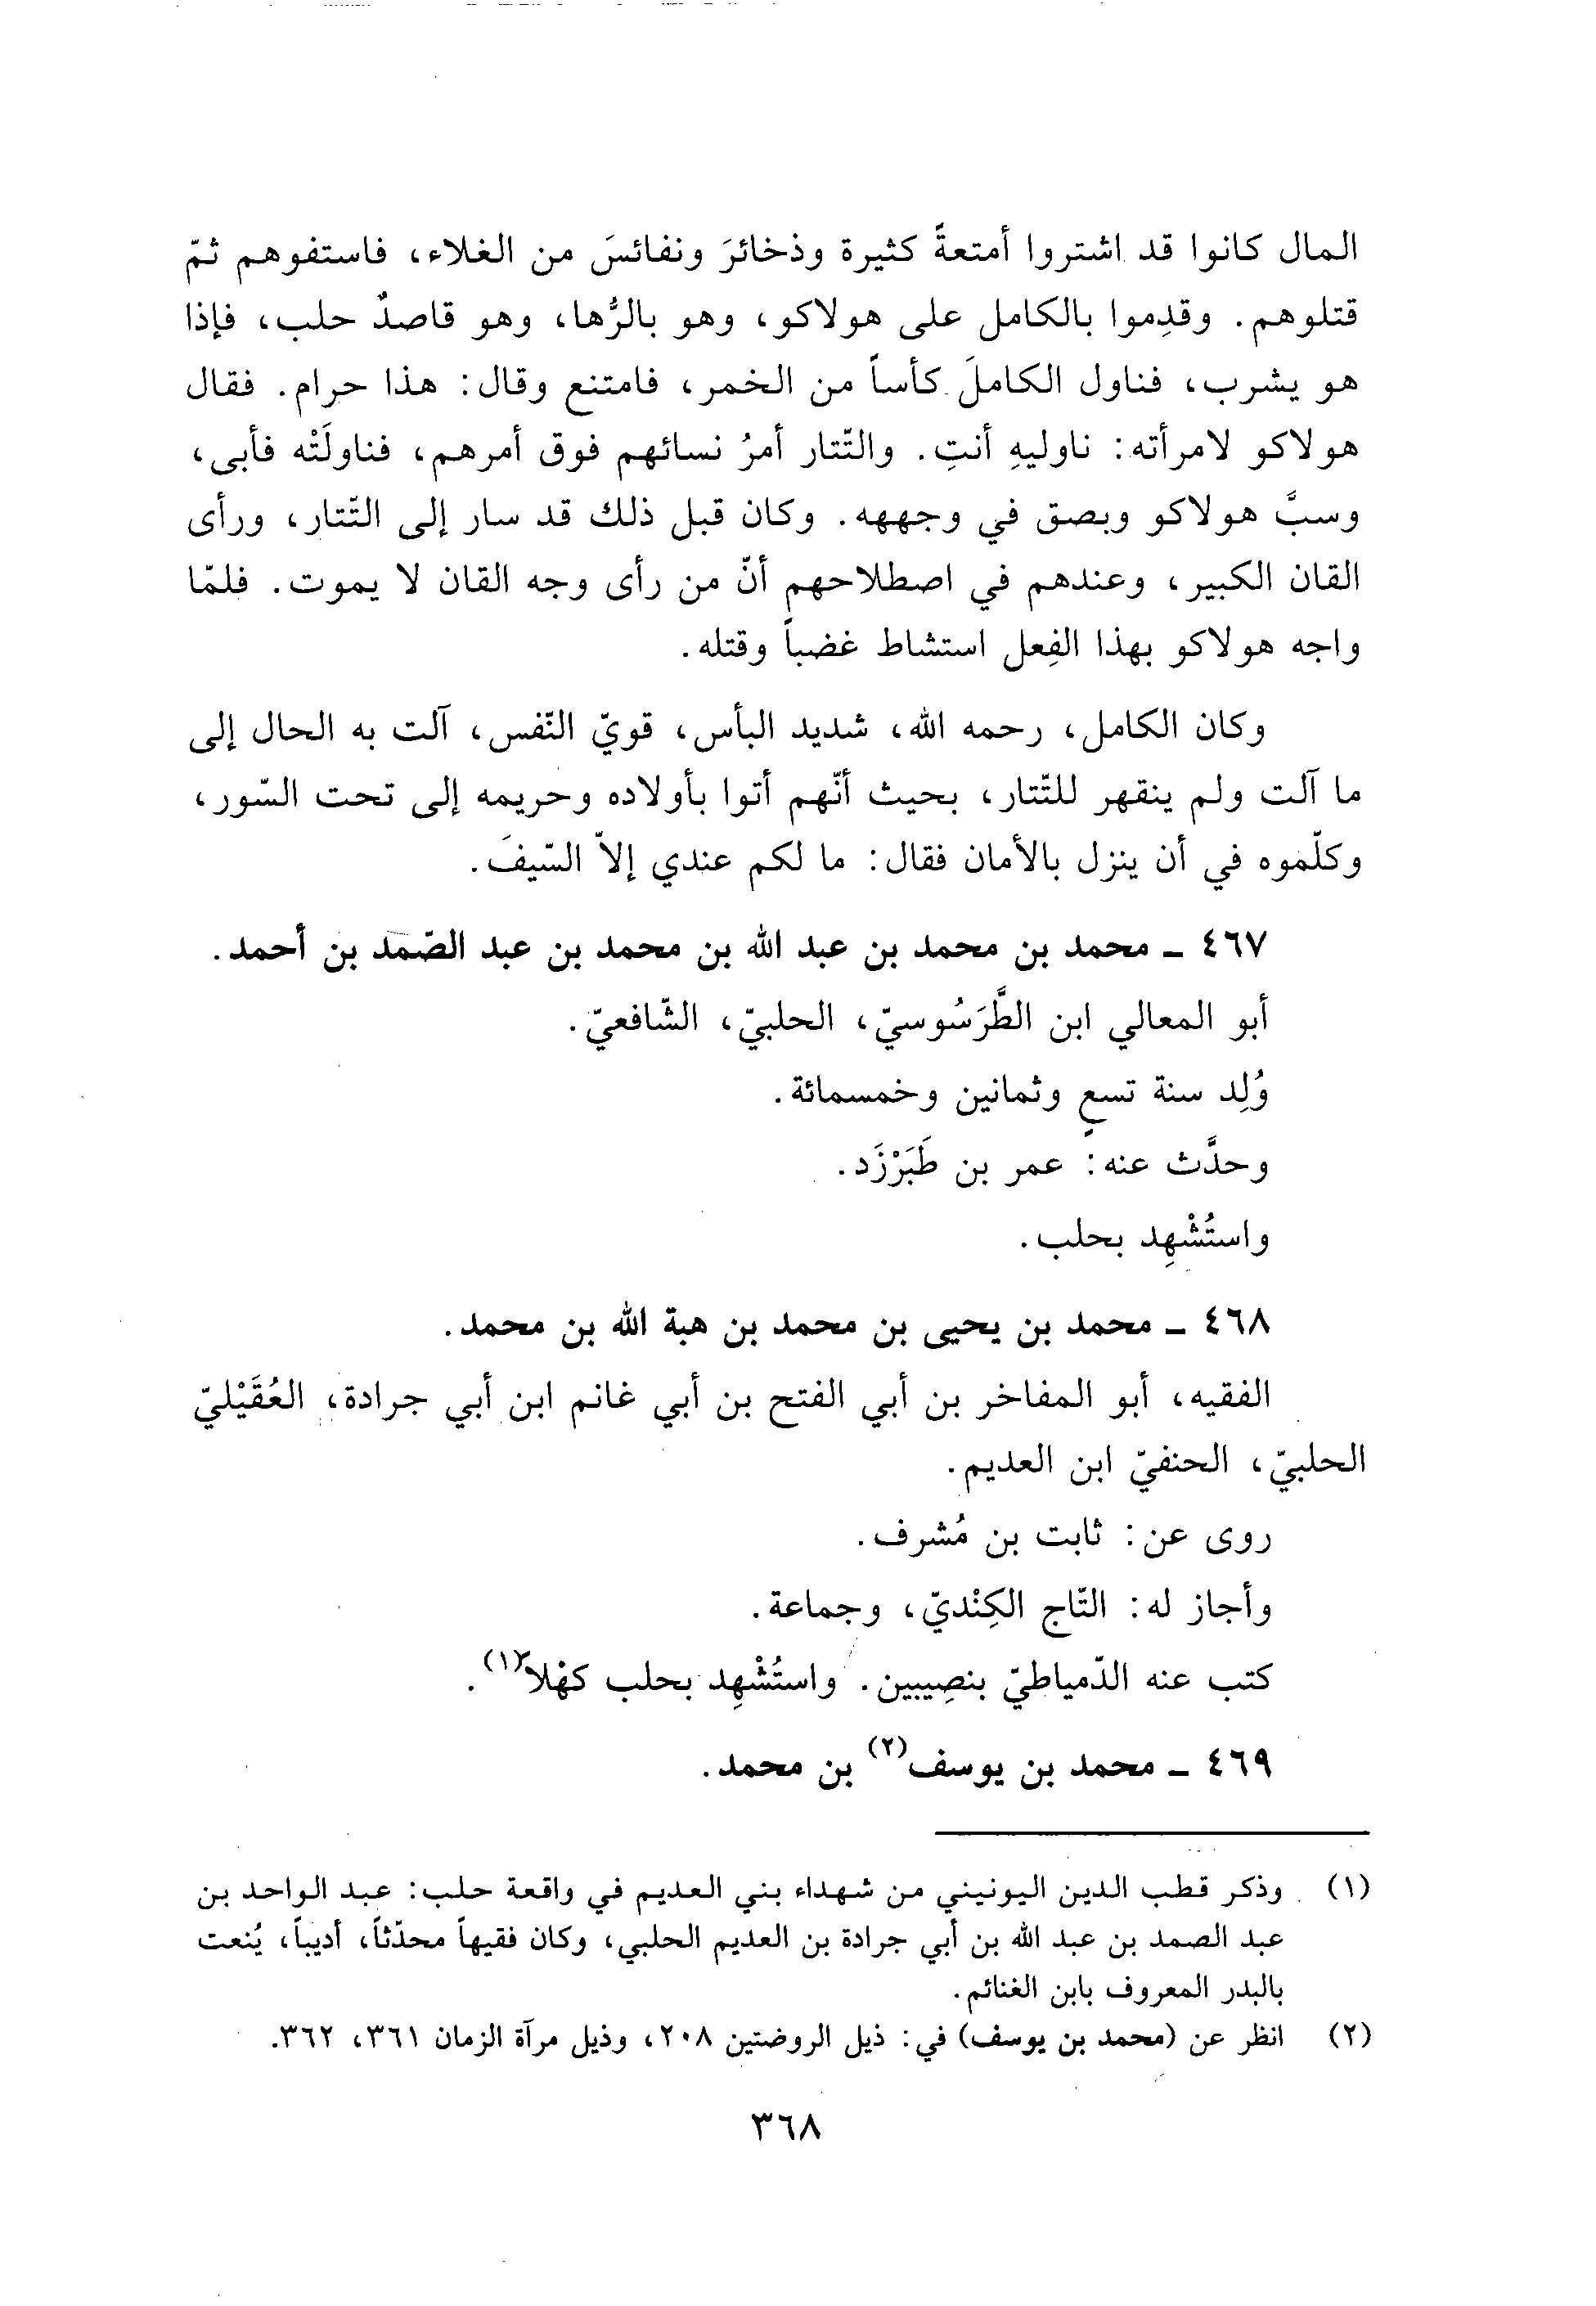 المال كانوا قد اشتروا أمتعةً كثيرة وذخائرَ ونفائسَ من الغلاء، فاستفوهم ثمّ
قتلوهم. وقدِموا بالكامل على هولاكو، وهو بالرُّها، وهو قاصدٌ حلب، فإذا
هو يشرب، فناول الكاملَ كأساً من الخمر، فامتنع وقال: هذا حرام. فقال
هولاكو لامرأته: ناوليهِ أنتِ. والتّتار أمرُ نسائهم فوق أمرهم، فناولَتْه فأبى،
وسبَّ هولاكو وبصق في وجهه. وكان قبل ذلك قد سار إلى التّتار، ورأى
القان الكبير، وعندهم في اصطلاحهم أنّ من رأى وجه القان لا يموت. فلمّا
واجه هولاكو بهذا الفِعل استشاط غضباً وقتله.
وكان الكامل، رحمه الله، شديد البأس، قويّ النّفس، آلت به الحال إلى
ما آلت ولم ينقهر للتّتار، بحيث أنّهم أتوا بأولاده وحريمه إلى تحت السّور،
وكلّموه في أن ينزل بالأمان فقال: ما لكم عندي إلاّ السّيفَ.
٤٦٧ ـ محمد بن محمد بن عبد الله بن محمد بن عبد الصّمد بن أحمد.
أبو المعالي ابن الطَّرَسُوسيّ، الحلبيّ، الشّافعيّ.
وُلِد سنة تسعٍ وثمانين وخمسمائة.
وحدَّث عنه: عمر بن طَبَرْزَد.
واستُشْهِد بحلب.
٤٦٨ ـ محمد بن يحيى بن محمد بن هبة الله بن محمد.
الفقيه، أبو المفاخر بن أبي الفتح بن أبي غانم ابن أبي جرادة، العُقَيْليّ
الحلبيّ، الحنفيّ ابن العديم.
روى عن: ثابت بن مُشرف.
وأجاز له: التّاج الكِنْديّ، وجماعة.
كتب عنه الدّمياطيّ بنصِيبين. واستُشْهِد بحلب كهْلاً(١).
٤٦٩ ـ محمد بن يوسف(٢) بن محمد.
(١) وذكر قطب الدين اليونيني من شهداء بني العديم في واقعة حلب: عبد الواحد بن
عبد الصمد بن عبد الله بن أبي جرادة بن العديم الحلبي، وكان فقيهاً محدّثاً، أديباً، يُنعت
بالبدر المعروف بابن الغنائم.
(٢) انظر عن (محمد بن يوسف) في: ذيل الروضتين ٢٠٨، وذيل مرآة الزمان ٣٦١، ٣٦٢.
٣٦٨